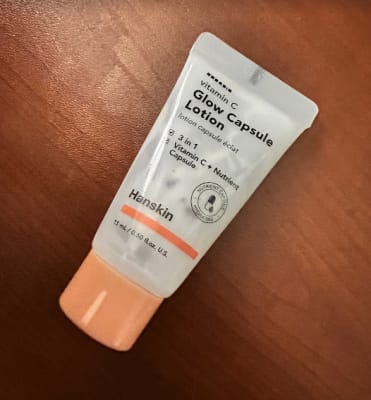 vitamin C
Glow Capsule
Lotion
lotion capsule éclat
3 in 1
Vitamin C + Nutrient
Capsule
Hanskin
15 mL / 0.50 fl.oz. U.S.